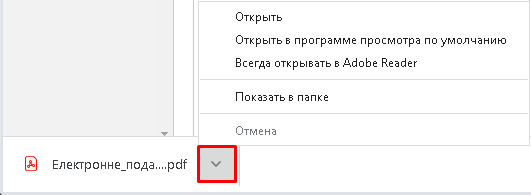 Открыть
Открыть в программе просмотра по умолчанию
Всегда открывать в Adobe Reader
Показать в папке
Отмена
Електронне_пода....pdf